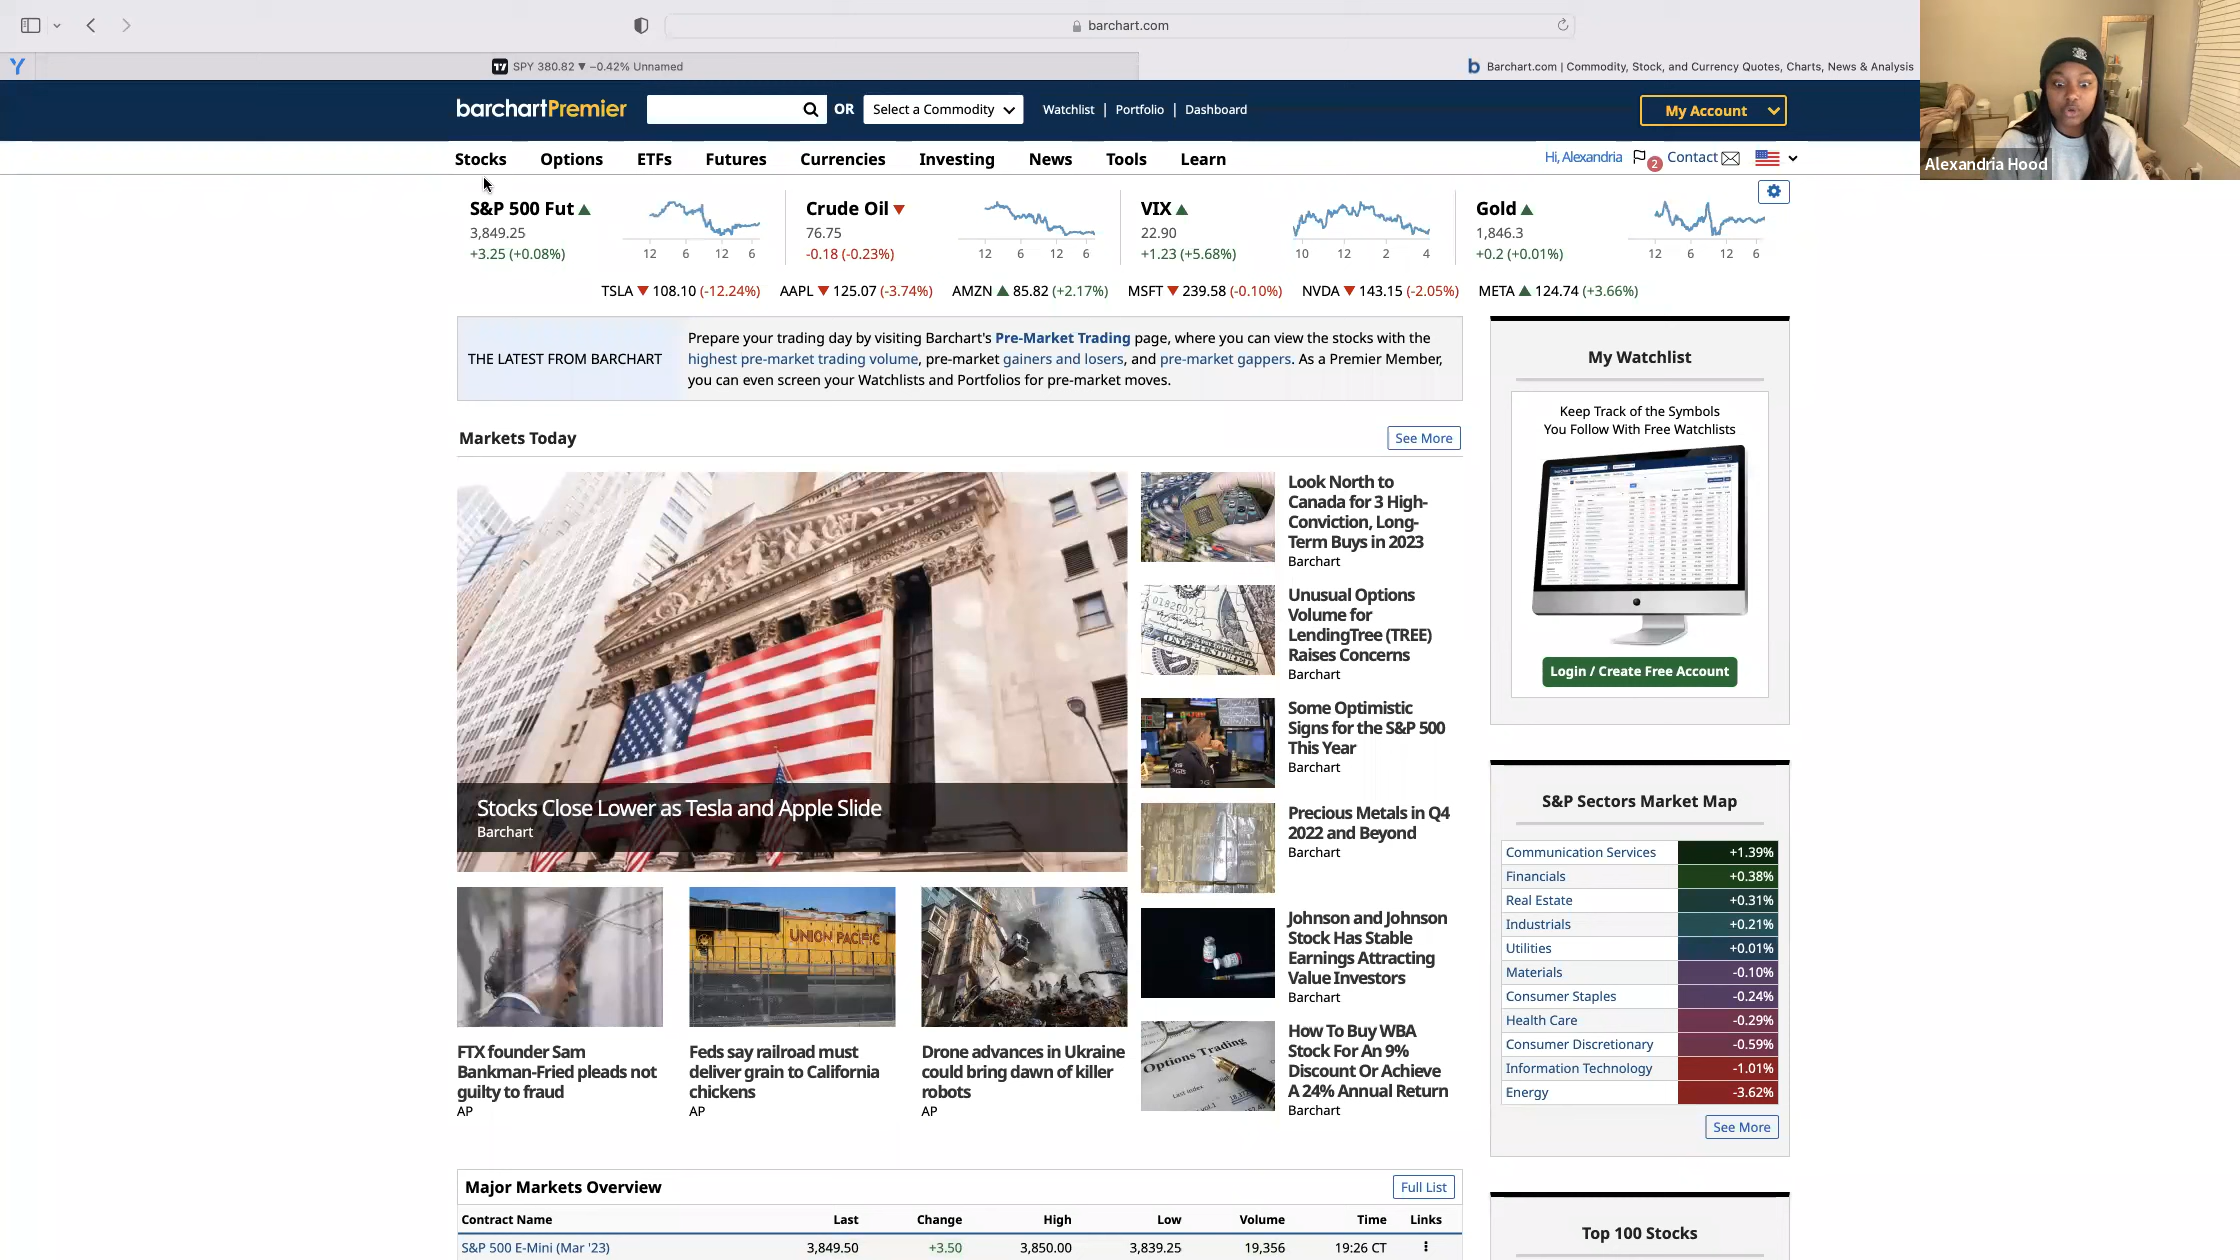 barchart.com
SPY 380.82 ▼ −0.42% Unnamed
Barchart.com | Commodity, Stock, and Currency Quotes, Charts, News & Analysis
barchartPremier
OR
Select a Commodity
Watchlist | Portfolio | Dashboard
My Account
Stocks Options ETFs Futures Currencies Investing News Tools Learn
Hi, Alexandria 2 Contact
Alexandria Hood
S&P 500 Fut ▲
3,849.25
+3.25 (+0.08%)
12 6 12 6
Crude Oil ▼
76.75
-0.18 (-0.23%)
12 6 12 6
VIX ▲
22.90
+1.23 (+5.68%)
10 12 2 4
Gold ▲
1,846.3
+0.2 (+0.01%)
12 6 12 6
TSLA ▼ 108.10 (-12.24%) AAPL ▼ 125.07 (-3.74%) AMZN ▲ 85.82 (+2.17%) MSFT ▼ 239.58 (-0.10%) NVDA ▼ 143.15 (-2.05%) META ▲ 124.74 (+3.66%)
THE LATEST FROM BARCHART
Prepare your trading day by visiting Barchart's Pre-Market Trading page, where you can view the stocks with the
highest pre-market trading volume, pre-market gainers and losers, and pre-market gappers. As a Premier Member,
you can even screen your Watchlists and Portfolios for pre-market moves.
Markets Today
See More
Stocks Close Lower as Tesla and Apple Slide
Barchart
FTX founder Sam
Bankman-Fried pleads not
guilty to fraud
AP
UNION PACIFIC
Feds say railroad must
deliver grain to California
chickens
AP
Drone advances in Ukraine
could bring dawn of killer
robots
AP
Look North to
Canada for 3 High-
Conviction, Long-
Term Buys in 2023
Barchart
Unusual Options
Volume for
LendingTree (TREE)
Raises Concerns
Barchart
Some Optimistic
Signs for the S&P 500
This Year
Barchart
Precious Metals in Q4
2022 and Beyond
Barchart
Johnson and Johnson
Stock Has Stable
Earnings Attracting
Value Investors
Barchart
Options Trading
How To Buy WBA
Stock For An 9%
Discount Or Achieve
A 24% Annual Return
Barchart
My Watchlist
Keep Track of the Symbols
You Follow With Free Watchlists
Login / Create Free Account
S&P Sectors Market Map
Communication Services +1.39%
Financials +0.38%
Real Estate +0.31%
Industrials +0.21%
Utilities +0.01%
Materials -0.10%
Consumer Staples -0.24%
Health Care -0.29%
Consumer Discretionary -0.59%
Information Technology -1.01%
Energy -3.62%
See More
Major Markets Overview
Full List
Contract Name Last Change High Low Volume Time Links
S&P 500 E-Mini (Mar '23) 3,849.50 +3.50 3,850.00 3,839.25 19,356 19:26 CT
Top 100 Stocks